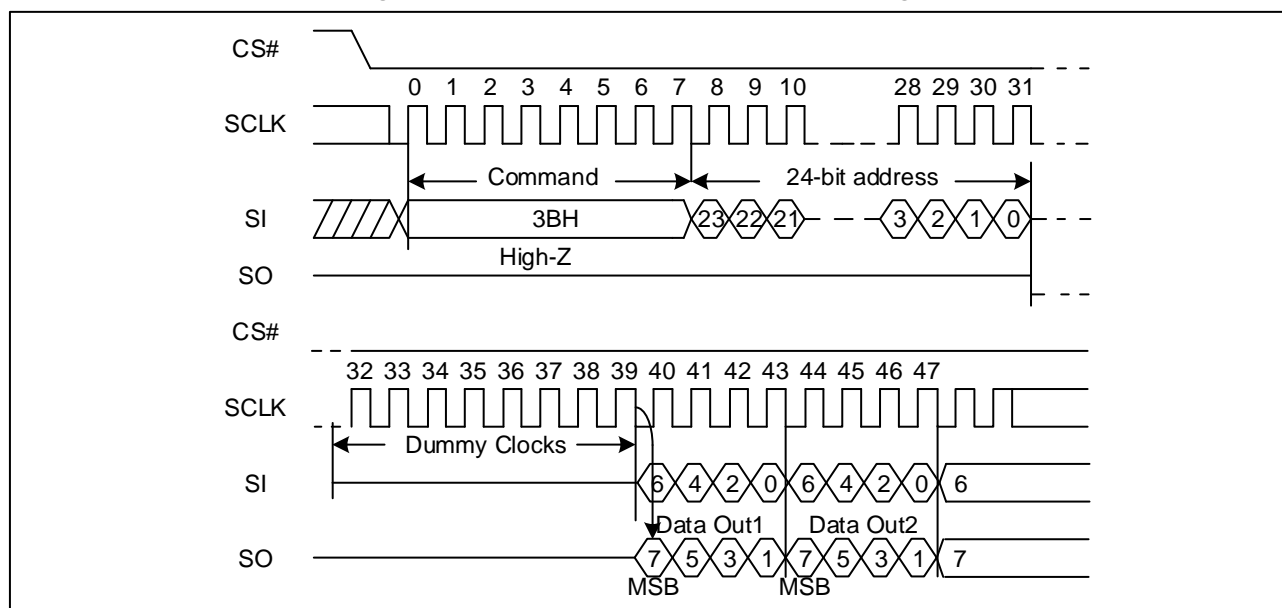 CS#
0 1 2 3 4 5 6 7 8 9 10 28 29 30 31
SCLK
Command 24-bit address
SI 3BH 23 22 21 3 2 1 0
High-Z
SO
CS#
32 33 34 35 36 37 38 39 40 41 42 43 44 45 46 47
SCLK
Dummy Clocks
SI 6 4 2 0 6 4 2 0 6
Data Out1 Data Out2
SO 7 5 3 1 7 5 3 1 7
MSB MSB